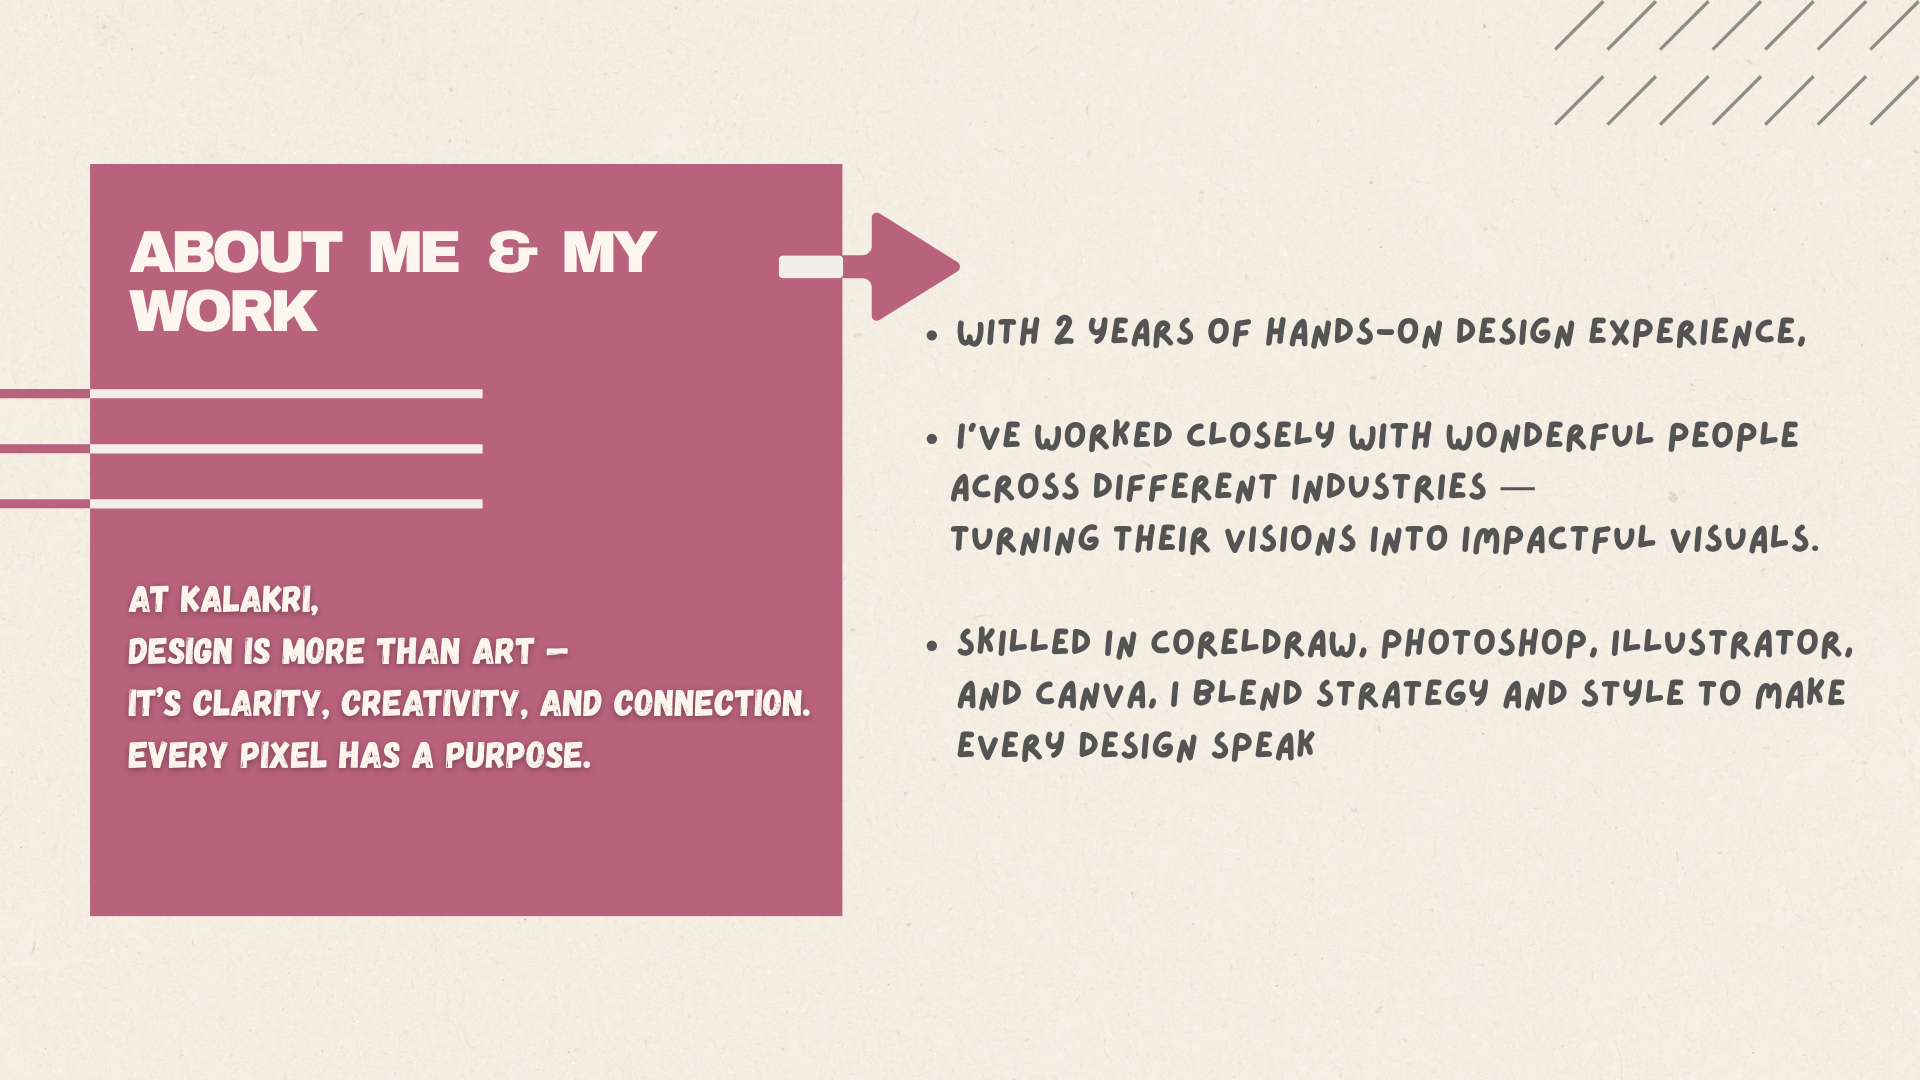 ABOUT ME & MY
WORK
AT KALAKRI,
DESIGN IS MORE THAN ART –
IT'S CLARITY, CREATIVITY, AND CONNECTION.
EVERY PIXEL HAS A PURPOSE.
• WITH 2 YEARS OF HANDS-ON DESIGN EXPERIENCE,
• I'VE WORKED CLOSELY WITH WONDERFUL PEOPLE
ACROSS DIFFERENT INDUSTRIES —
TURNING THEIR VISIONS INTO IMPACTFUL VISUALS.
• SKILLED IN CORELDRAW, PHOTOSHOP, ILLUSTRATOR,
AND CANVA, I BLEND STRATEGY AND STYLE TO MAKE
EVERY DESIGN SPEAK